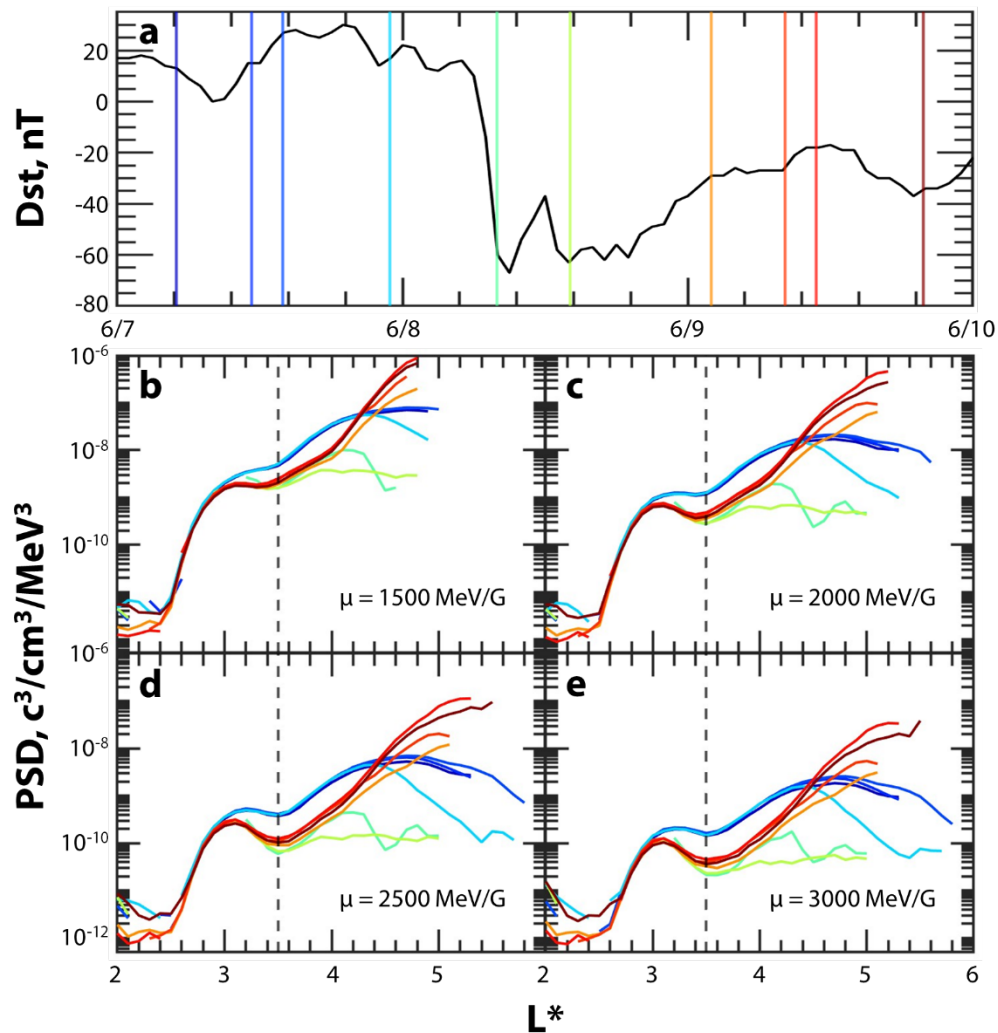 a
Dst, nT
20
0
-20
-40
-60
-80
6/7
6/8
6/9
6/10
PSD, c³/cm³/MeV³
10⁻⁶
10⁻⁸
10⁻¹⁰
b
μ = 1500 MeV/G
c
μ = 2000 MeV/G
10⁻⁶
10⁻⁸
10⁻¹⁰
10⁻¹²
d
μ = 2500 MeV/G
e
μ = 3000 MeV/G
2 3 4 5 2 3 4 5 6
L*